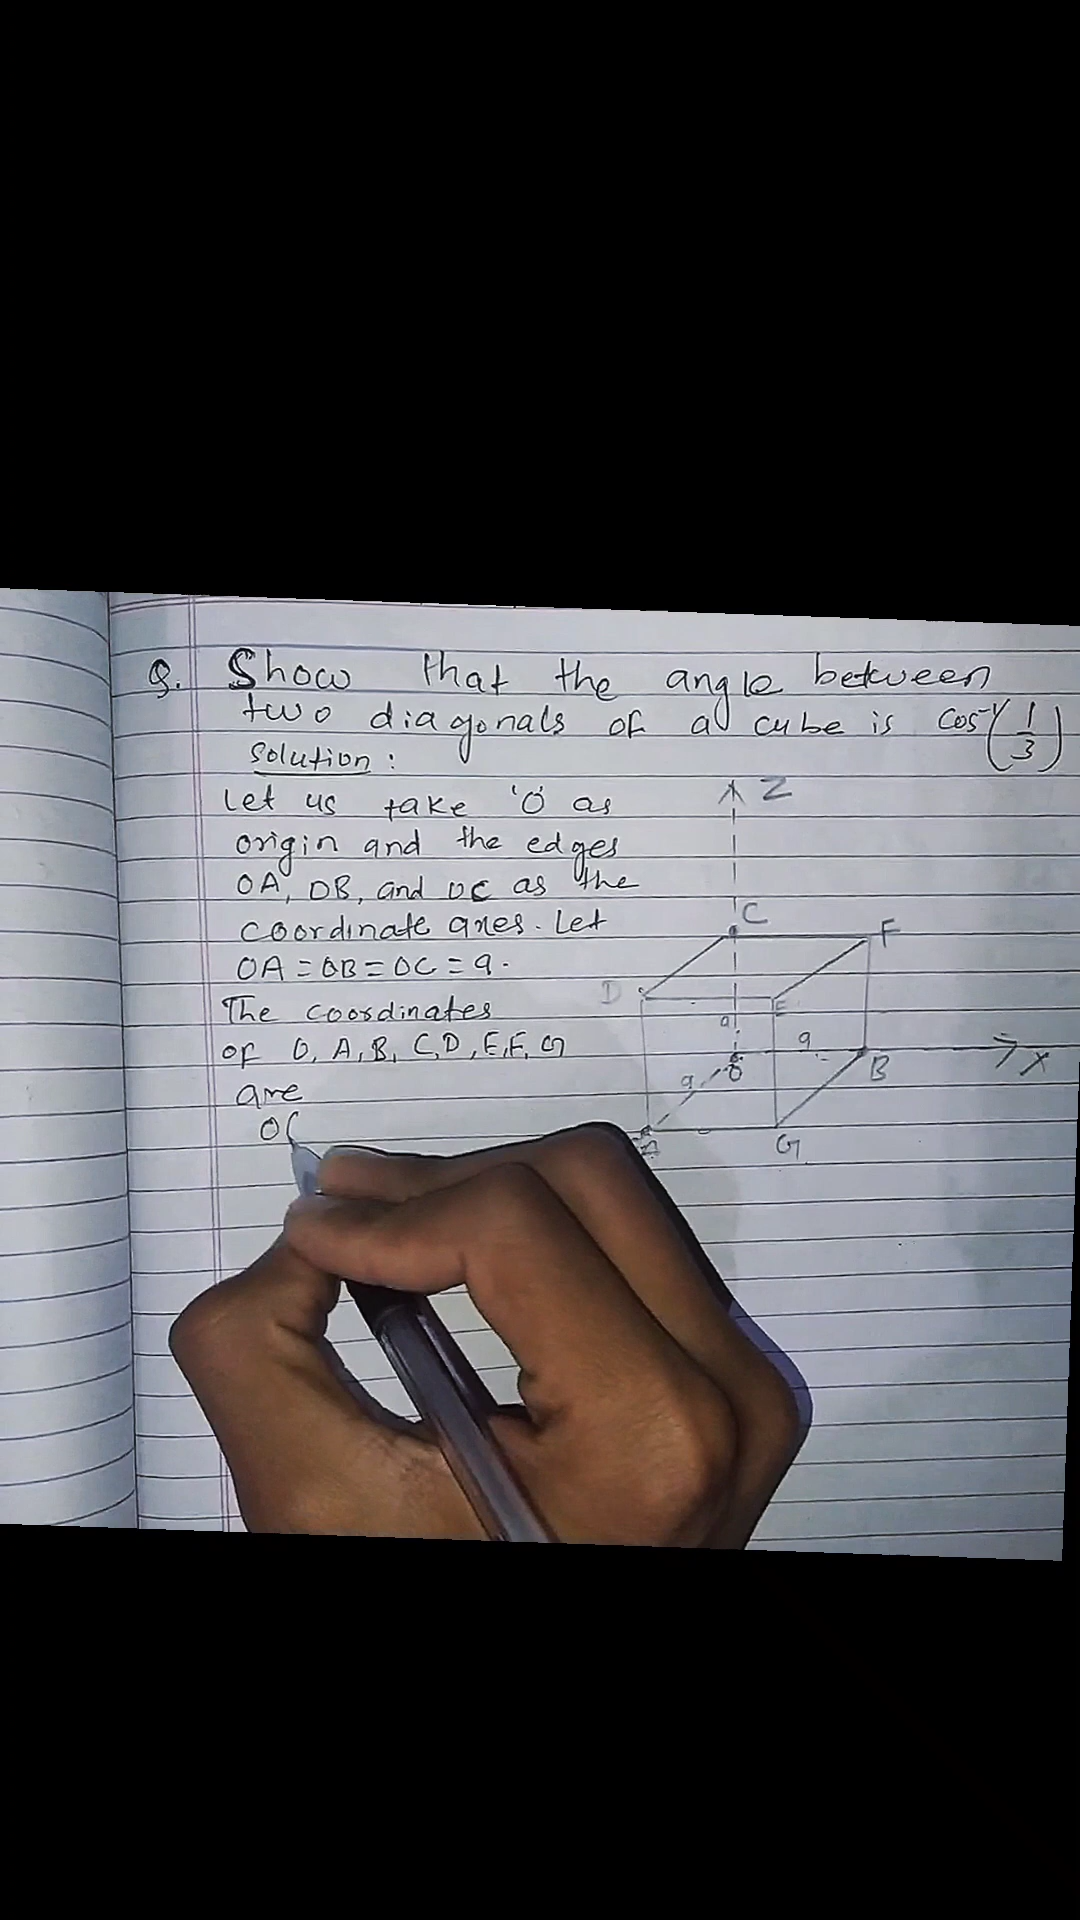 Q. Show that the angle between
two diagonals of a cube is cos⁻¹(1/3)
Solution :
Let us take 'O' as
origin and the edges
OA, OB, and OC as the
coordinate axes. Let
OA = OB = OC = a.
The coordinates
of O, A, B, C, D, E, F, G
are
O(
Z
C
F
D
E
a
a
X
B
O
a
A
G